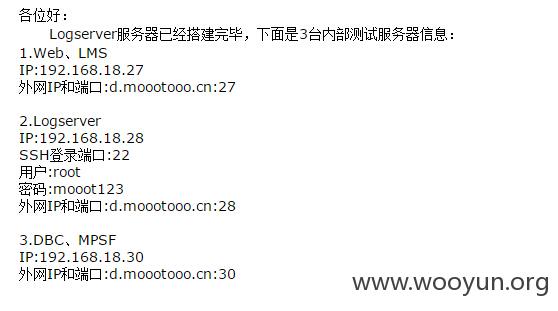 各位好：
Logserver服务器已经搭建完毕，下面是3台内部测试服务器信息：
1.Web、LMS
IP:192.168.18.27
外网IP和端口:d.moootooo.cn:27
2.Logserver
IP:192.168.18.28
SSH登录端口:22
用户:root
密码:mooot123
外网IP和端口:d.moootooo.cn:28
3.DBC、MPSF
IP:192.168.18.30
外网IP和端口:d.moootooo.cn:30
www.wooyun.org